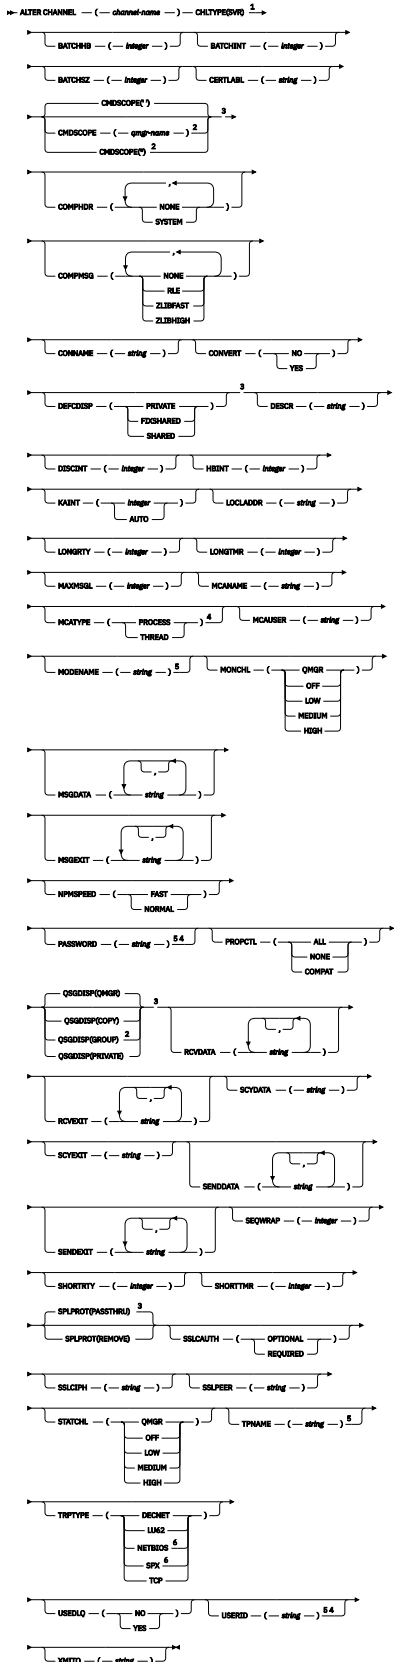 ALTER CHANNEL ( channel-name ) CHLTYPE(SVR) 1
BATCHHB ( integer ) BATCHINT ( integer )
BATCHSZ ( integer ) CERTLABL ( string )
CMDSCOPE(' ')
CMDSCOPE ( qmgr-name ) 2 3
CMDSCOPE(*) 2
COMPHDR ( , NONE )
SYSTEM
COMPMSG ( , NONE )
RLE
ZLIBFAST
ZLIBHIGH
CONNAME ( string ) CONVERT ( NO )
YES
DEFCDISP ( PRIVATE ) 3 DESCR ( string )
FIXSHARED
SHARED
DISCINT ( integer ) HBINT ( integer )
KAINT ( integer ) LOCLADDR ( string )
AUTO
LONGRTY ( integer ) LONGTMR ( integer )
MAXMSGL ( integer ) MCANAME ( string )
MCATYPE ( PROCESS ) 4 MCAUSER ( string )
THREAD
MODENAME ( string ) 5 MONCHL ( QMGR )
OFF
LOW
MEDIUM
HIGH
,
MSGDATA ( string )
,
MSGEXIT ( string )
NPMSPEED ( FAST )
NORMAL
PASSWORD ( string ) 5 4 PROPCTL ( ALL )
NONE
COMPAT
QSGDISP(QMGR) 3
QSGDISP(COPY)
QSGDISP(GROUP) 2 ,
QSGDISP(PRIVATE) RCVDATA ( string )
,
RCVEXIT ( string ) SCYDATA ( string )
SCYEXIT ( string ) ,
SENDDATA ( string )
,
SENDEXIT ( string ) SEQWRAP ( integer )
SHORTRTY ( integer ) SHORTTMR ( integer )
SPLPROT(PASSTHRU) 3
SPLPROT(REMOVE) SSLCAUTH ( OPTIONAL )
REQUIRED
SSLCIPH ( string ) SSLPEER ( string )
STATCHL ( QMGR ) TPNAME ( string ) 5
OFF
LOW
MEDIUM
HIGH
TRPTYPE ( DECNET )
LU62
NETBIOS 6
SPX 6
TCP
USEDLQ ( NO ) USERID ( string ) 5 4
YES
XMITQ ( string )